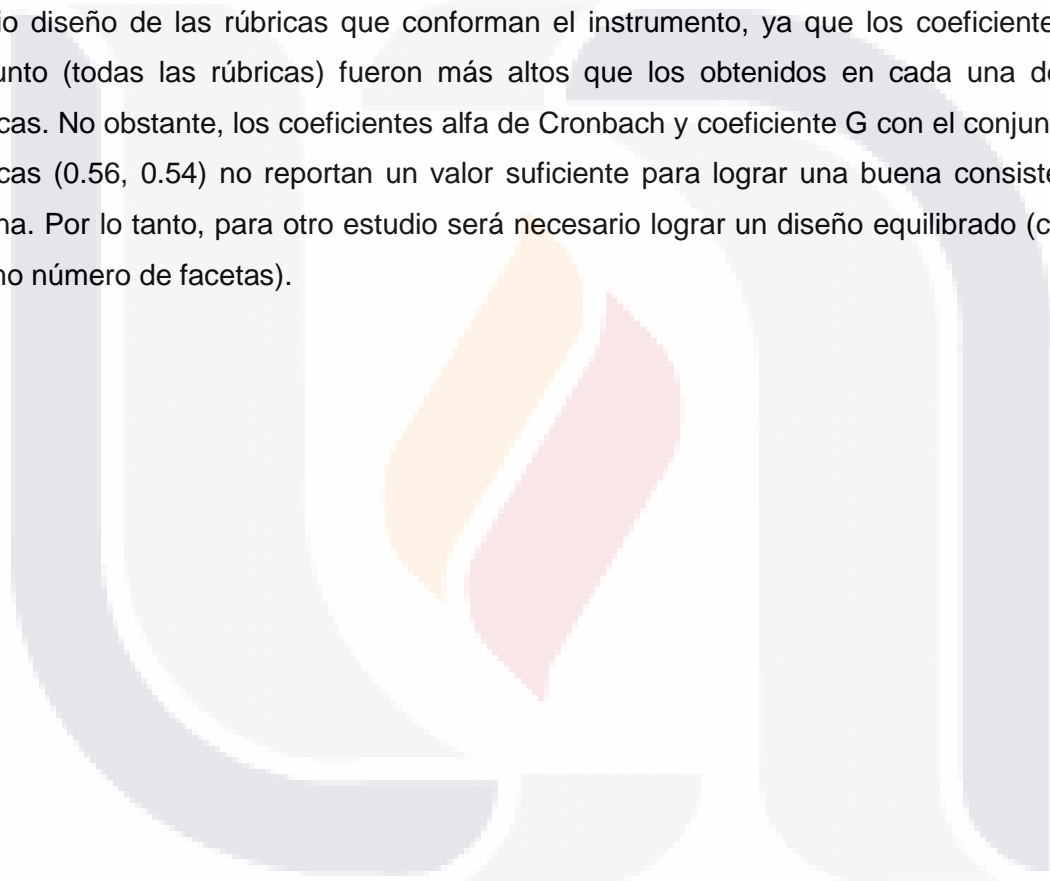 io diseño de las rúbricas que conforman el instrumento, ya que los coeficiente
unto (todas las rúbricas) fueron más altos que los obtenidos en cada una de
cas. No obstante, los coeficientes alfa de Cronbach y coeficiente G con el conjun
cas (0.56, 0.54) no reportan un valor suficiente para lograr una buena consiste
na. Por lo tanto, para otro estudio será necesario lograr un diseño equilibrado (c
no número de facetas).